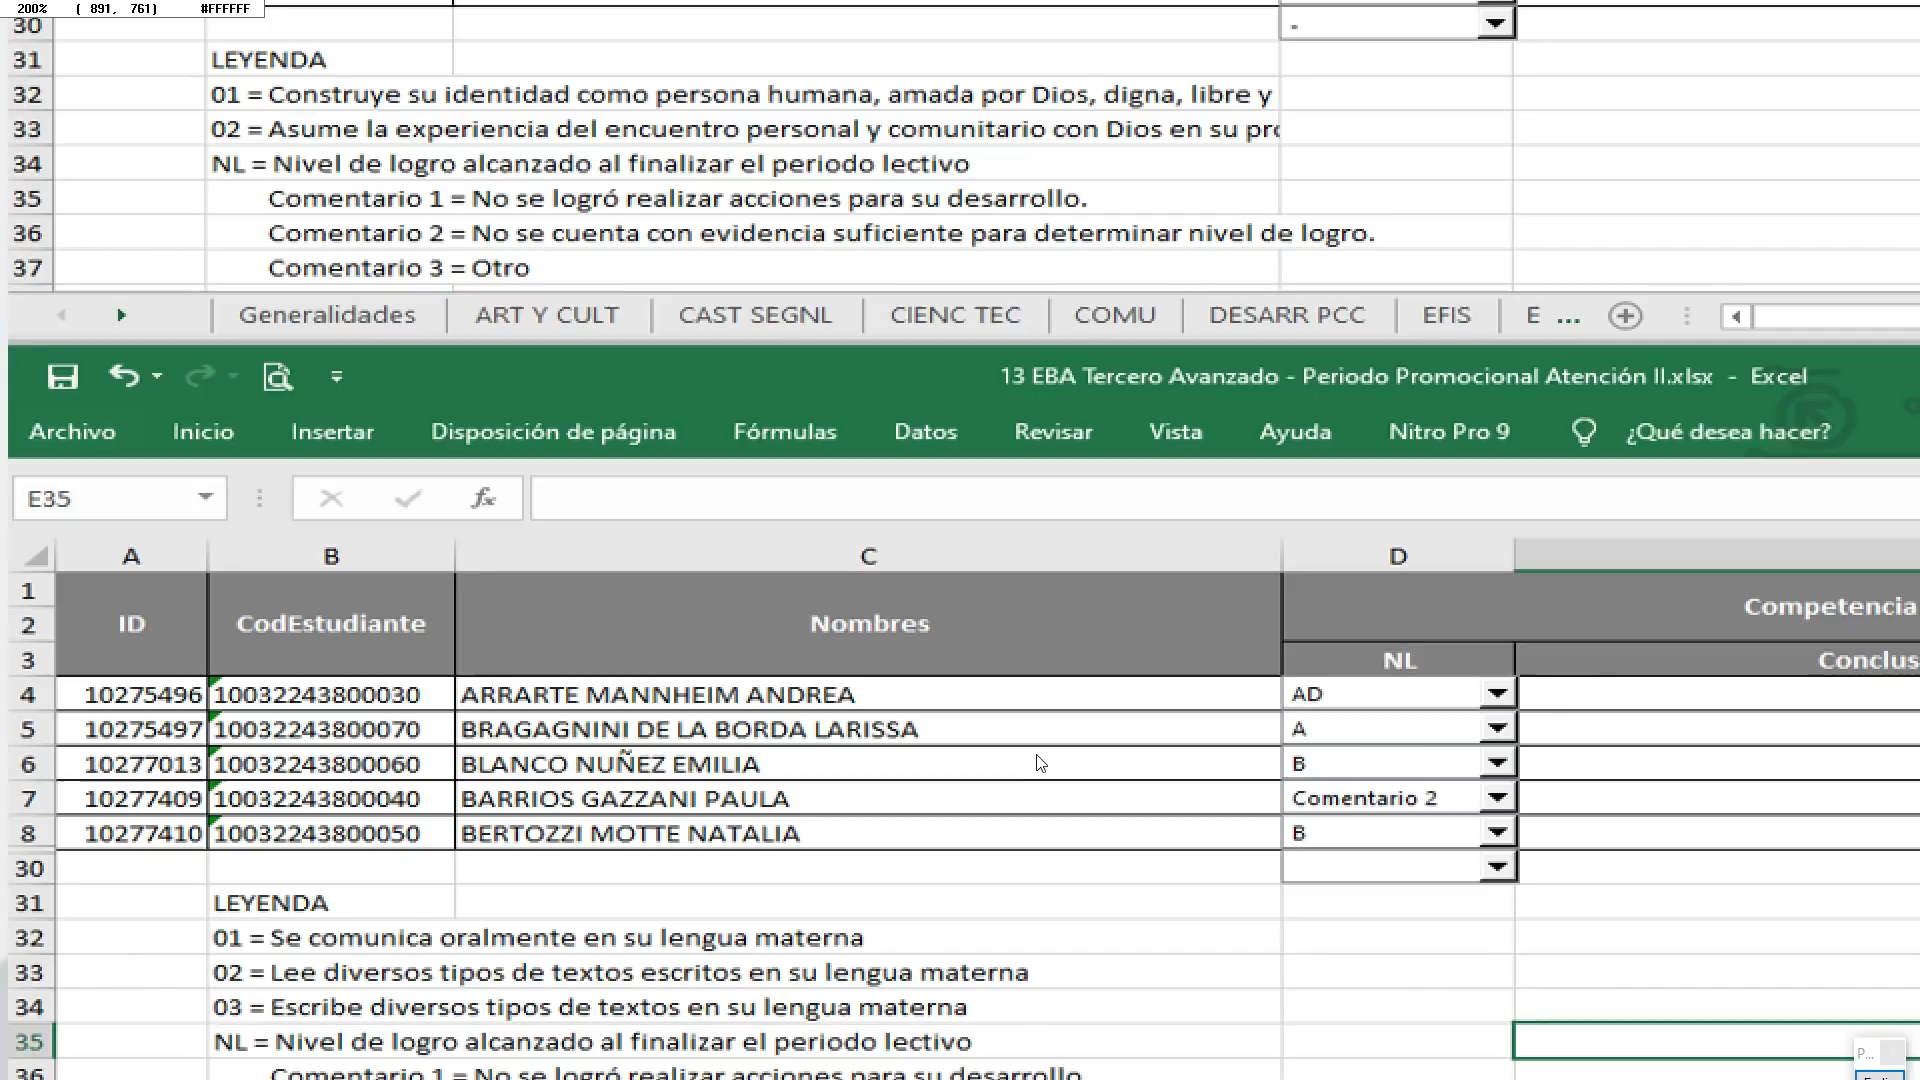 200% ( 891, 761) #FFFFFF
30 -
31 LEYENDA
32 01 = Construye su identidad como persona humana, amada por Dios, digna, libre y
33 02 = Asume la experiencia del encuentro personal y comunitario con Dios en su pro
34 NL = Nivel de logro alcanzado al finalizar el periodo lectivo
35 Comentario 1 = No se logró realizar acciones para su desarrollo.
36 Comentario 2 = No se cuenta con evidencia suficiente para determinar nivel de logro.
37 Comentario 3 = Otro
Generalidades ART Y CULT CAST SEGNL CIENC TEC COMU DESARR PCC EFIS E ...
13 EBA Tercero Avanzado - Periodo Promocional Atención II.xlsx - Excel
Archivo Inicio Insertar Disposición de página Fórmulas Datos Revisar Vista Ayuda Nitro Pro 9 ¿Qué desea hacer?
E35 fx
A B C D
1 Competencia
2 ID CodEstudiante Nombres
3 NL Conclus
4 10275496 10032243800030 ARRARTE MANNHEIM ANDREA AD
5 10275497 10032243800070 BRAGAGNINI DE LA BORDA LARISSA A
6 10277013 10032243800060 BLANCO NUÑEZ EMILIA B
7 10277409 10032243800040 BARRIOS GAZZANI PAULA Comentario 2
8 10277410 10032243800050 BERTOZZI MOTTE NATALIA B
30
31 LEYENDA
32 01 = Se comunica oralmente en su lengua materna
33 02 = Lee diversos tipos de textos escritos en su lengua materna
34 03 = Escribe diversos tipos de textos en su lengua materna
35 NL = Nivel de logro alcanzado al finalizar el periodo lectivo
P...
36 Comentario 1 = No se logró realizar acciones para su desarrollo.